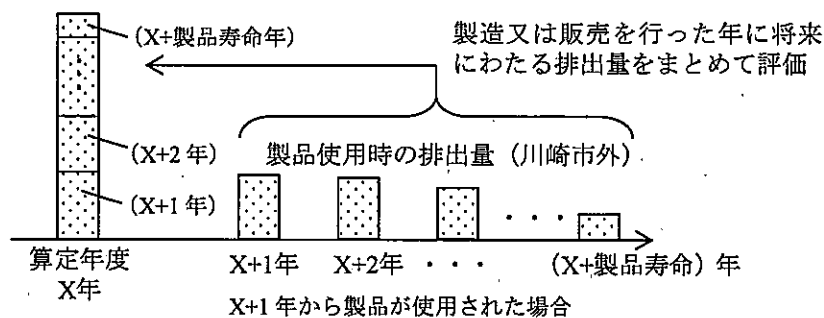 (X+製品寿命年)
製造又は販売を行った年に将来
にわたる排出量をまとめて評価
(X+2 年)
製品使用時の排出量(川崎市外)
(X+1 年)
・・・
算定年度
X年
X+1年 X+2年 ・・・ (X+製品寿命)年
X+1 年から製品が使用された場合